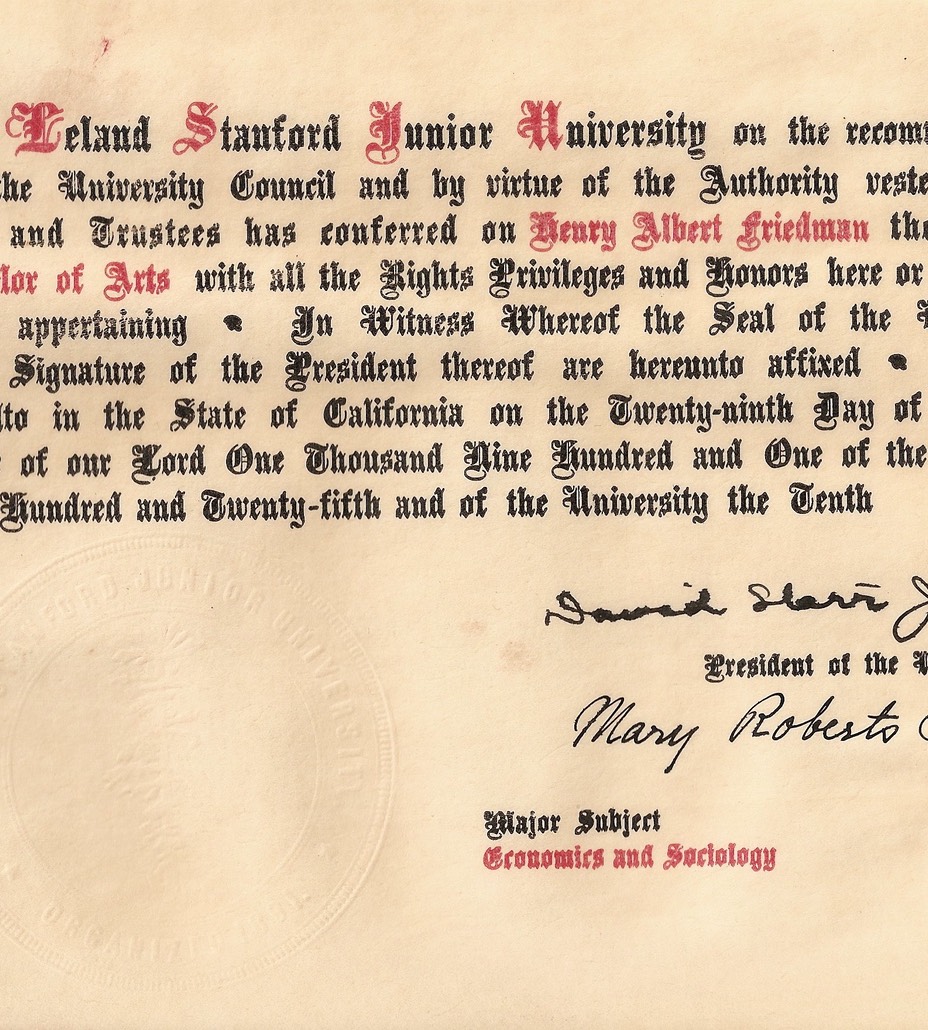 Leland Stanford Junior University on the recom
the University Council and by virtue of the Authority veste
and Trustees has conferred on Henry Albert Friedman the
lor of Arts with all the Rights Privileges and Honors here or
appertaining In Witness Whereof the Seal of the
Signature of the President thereof are hereunto affixed
lto in the State of California on the Twenty-ninth Day of
of our Lord One Thousand Nine Hundred and One of the
Hundred and Twenty-fifth and of the University the Tenth
David Starr J
President of the
Mary Roberts
Major Subject
Economics and Sociology
JUNIOR UNIVERSITY
ORGANIZED 1891